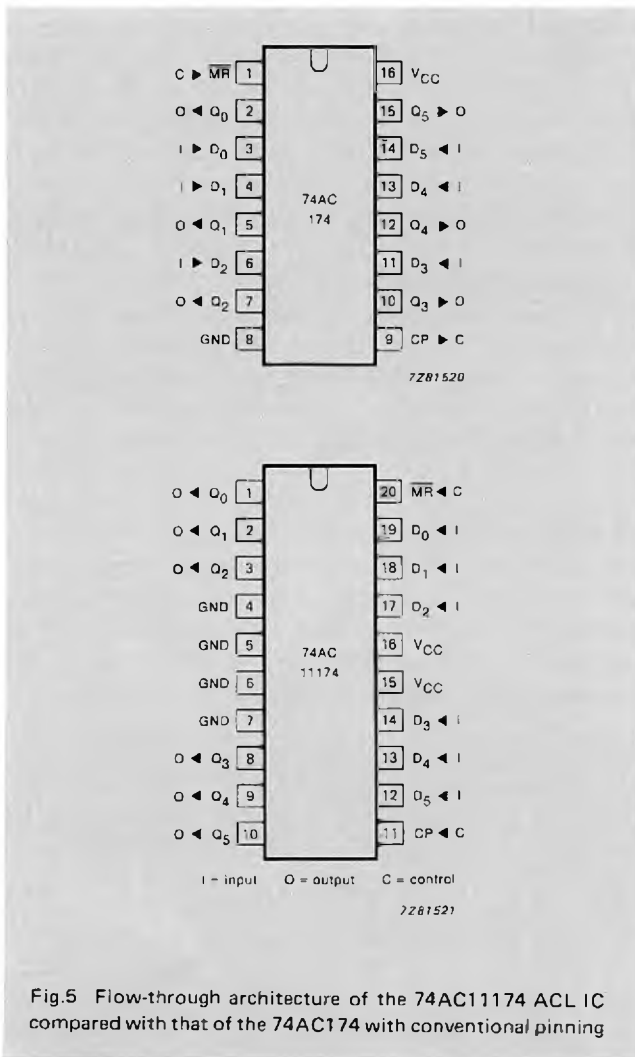 C ▶ M̅R̅ 1 16 VCC
O ◀ Q0 2 15 Q5 ▶ O
I ▶ D0 3 14 D5 ◀ I
I ▶ D1 4 13 D4 ◀ I
O ◀ Q1 5 12 Q4 ▶ O
I ▶ D2 6 11 D3 ◀ I
O ◀ Q2 7 10 Q3 ▶ O
GND 8 9 CP ▶ C
74AC
174
7Z81520
O ◀ Q0 1 20 M̅R̅ ◀ C
O ◀ Q1 2 19 D0 ◀ I
O ◀ Q2 3 18 D1 ◀ I
GND 4 17 D2 ◀ I
GND 5 16 VCC
GND 6 15 VCC
GND 7 14 D3 ◀ I
O ◀ Q3 8 13 D4 ◀ I
O ◀ Q4 9 12 D5 ◀ I
O ◀ Q5 10 11 CP ◀ C
74AC
11174
I = input O = output C = control
7Z81521
Fig.5 Flow-through architecture of the 74AC11174 ACL IC
compared with that of the 74AC174 with conventional pinning